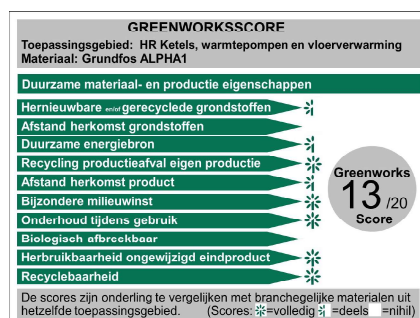 GREENWORKSSCORE
Toepassingsgebied: HR Ketels, warmtepompen en vloerverwarming
Materiaal: Grundfos ALPHA1
Duurzame materiaal- en productie eigenschappen
Hernieuwbare en/of gerecyclede grondstoffen
Afstand herkomst grondstoffen
Duurzame energiebron
Recycling productieafval eigen productie
Afstand herkomst product
Bijzondere milieuwinst
Onderhoud tijdens gebruik
Biologisch afbreekbaar
Herbruikbaarheid ongewijzigd eindproduct
Recyclebaarheid
Greenworks
13 /20
Score
De scores zijn onderling te vergelijken met branchegelijke materialen uit
hetzelfde toepassingsgebied. (Scores: =volledig =deels =nihil)